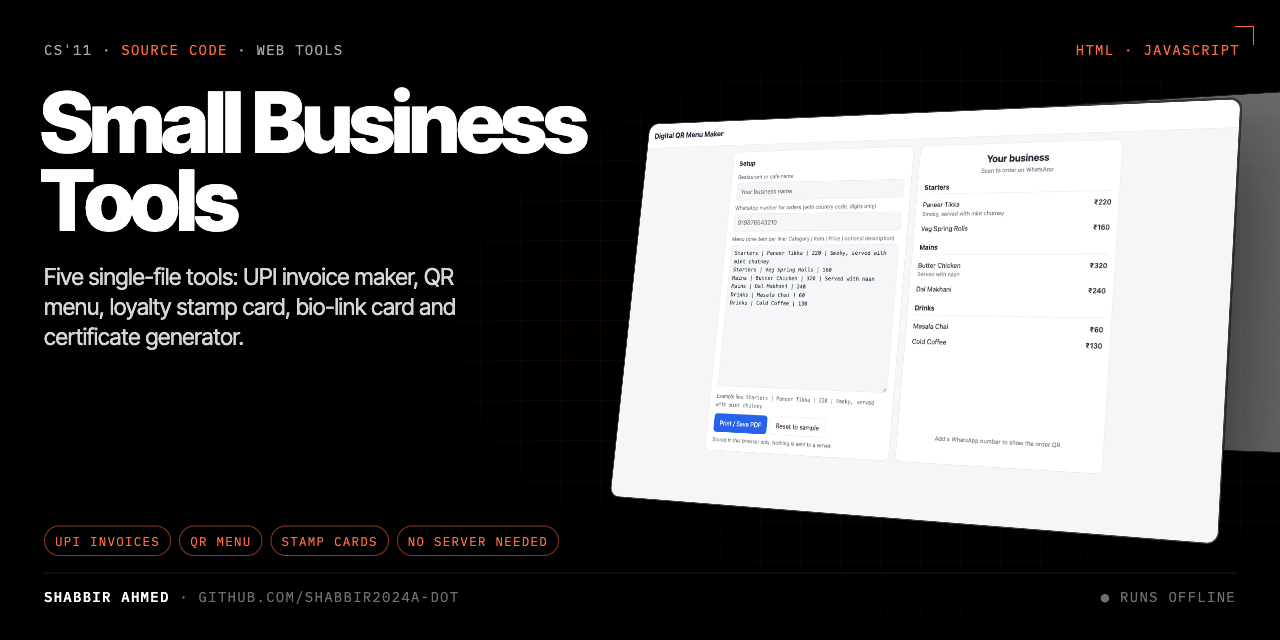 CS'11 · SOURCE CODE · WEB TOOLS
HTML · JAVASCRIPT
Small Business
Tools
Five single-file tools: UPI invoice maker, QR
menu, loyalty stamp card, bio-link card and
certificate generator.
Digital QR Menu Maker
Setup
Restaurant or cafe name
Your business name
WhatsApp number for orders (with country code, digits only)
919876543210
Menu (one item per line: Category | Item | Price | optional description)
Starters | Paneer Tikka | 220 | Smoky, served with
mint chutney
Starters | Veg Spring Rolls | 160
Mains | Butter Chicken | 320 | Served with naan
Mains | Dal Makhani | 240
Drinks | Masala Chai | 60
Drinks | Cold Coffee | 130
Example line: Starters | Paneer Tikka | 220 | Smoky, served
with mint chutney
Print / Save PDF
Reset to sample
Stored in this browser only. Nothing is sent to a server.
Your business
Scan to order on WhatsApp
Starters
Paneer Tikka ₹220
Smoky, served with mint chutney
Veg Spring Rolls ₹160
Mains
Butter Chicken ₹320
Served with naan
Dal Makhani ₹240
Drinks
Masala Chai ₹60
Cold Coffee ₹130
Add a WhatsApp number to show the order QR.
UPI INVOICES
QR MENU
STAMP CARDS
NO SERVER NEEDED
SHABBIR AHMED · GITHUB.COM/SHABBIR2024A-DOT
RUNS OFFLINE